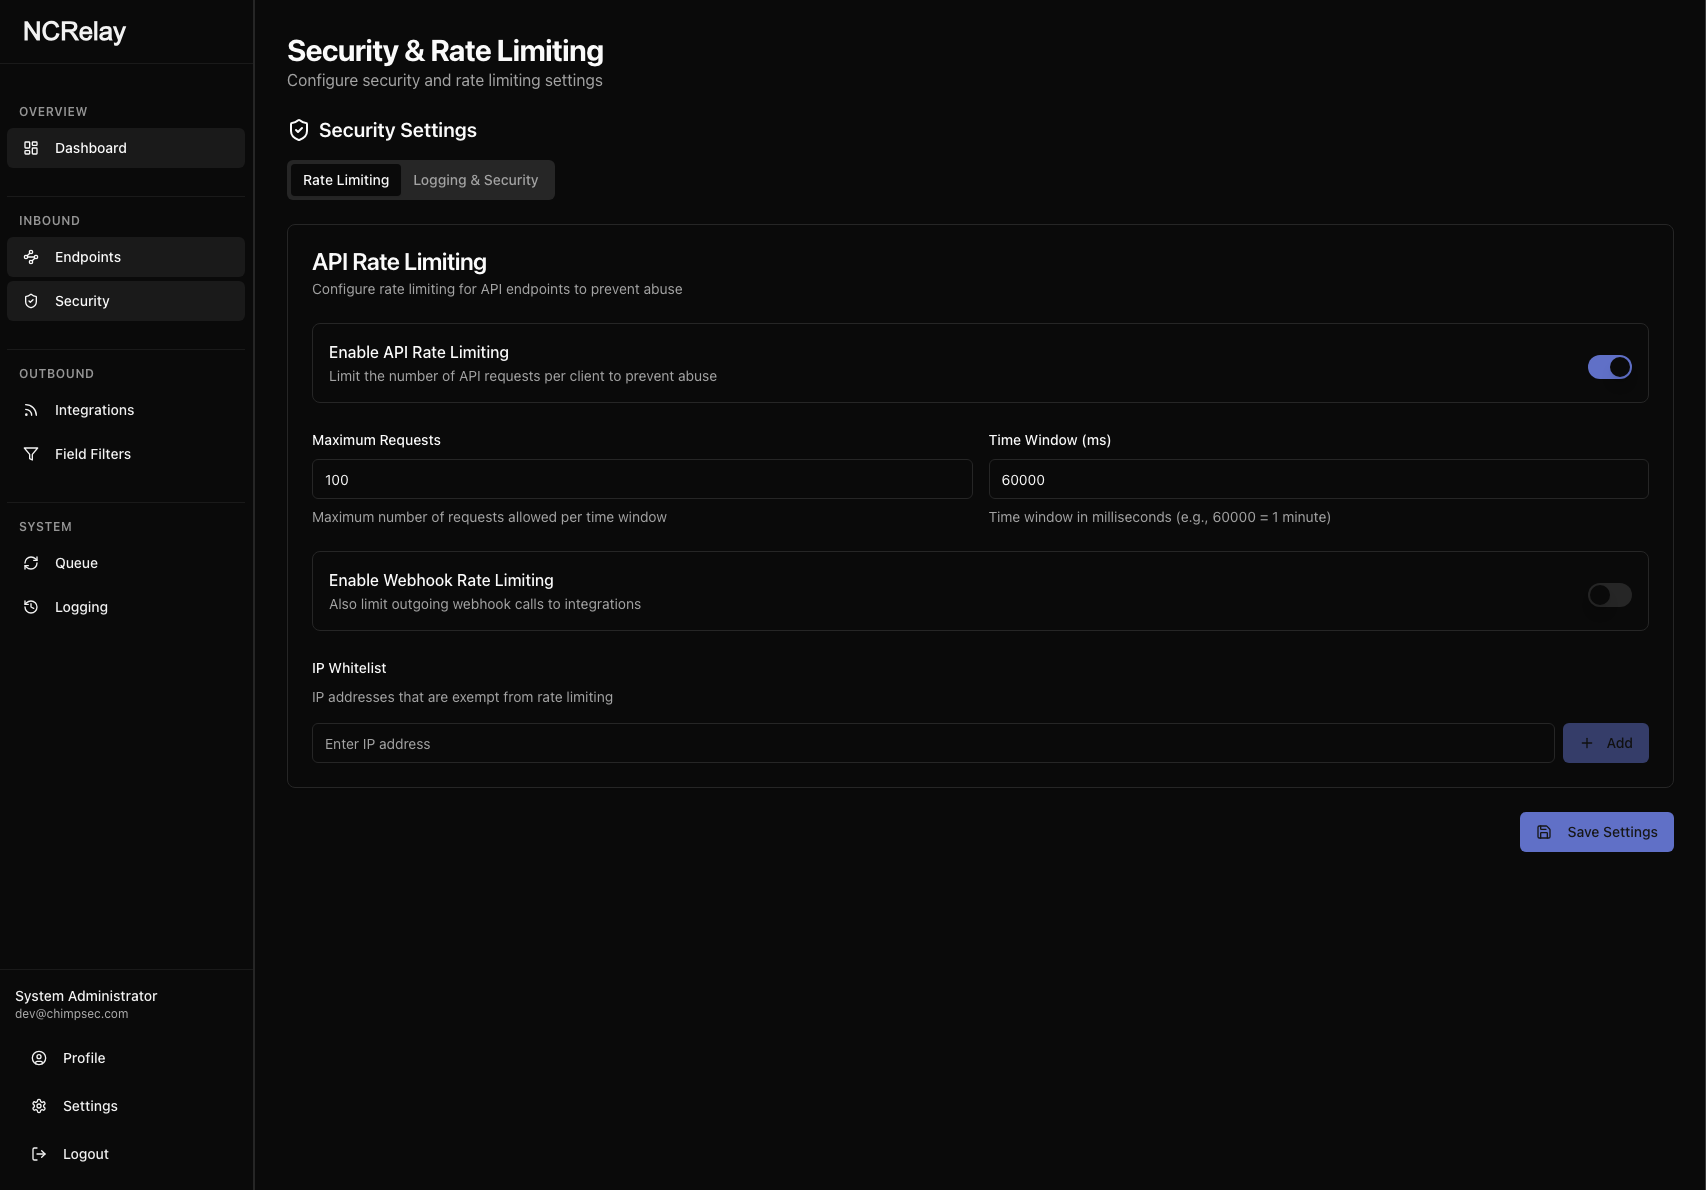 NCRelay
OVERVIEW
Dashboard
INBOUND
Endpoints
Security
OUTBOUND
Integrations
Field Filters
SYSTEM
Queue
Logging
System Administrator
dev@chimpsec.com
Profile
Settings
Logout
Security & Rate Limiting
Configure security and rate limiting settings
Security Settings
Rate Limiting Logging & Security
API Rate Limiting
Configure rate limiting for API endpoints to prevent abuse
Enable API Rate Limiting
Limit the number of API requests per client to prevent abuse
Maximum Requests
100
Maximum number of requests allowed per time window
Time Window (ms)
60000
Time window in milliseconds (e.g., 60000 = 1 minute)
Enable Webhook Rate Limiting
Also limit outgoing webhook calls to integrations
IP Whitelist
IP addresses that are exempt from rate limiting
Enter IP address
Add
Save Settings